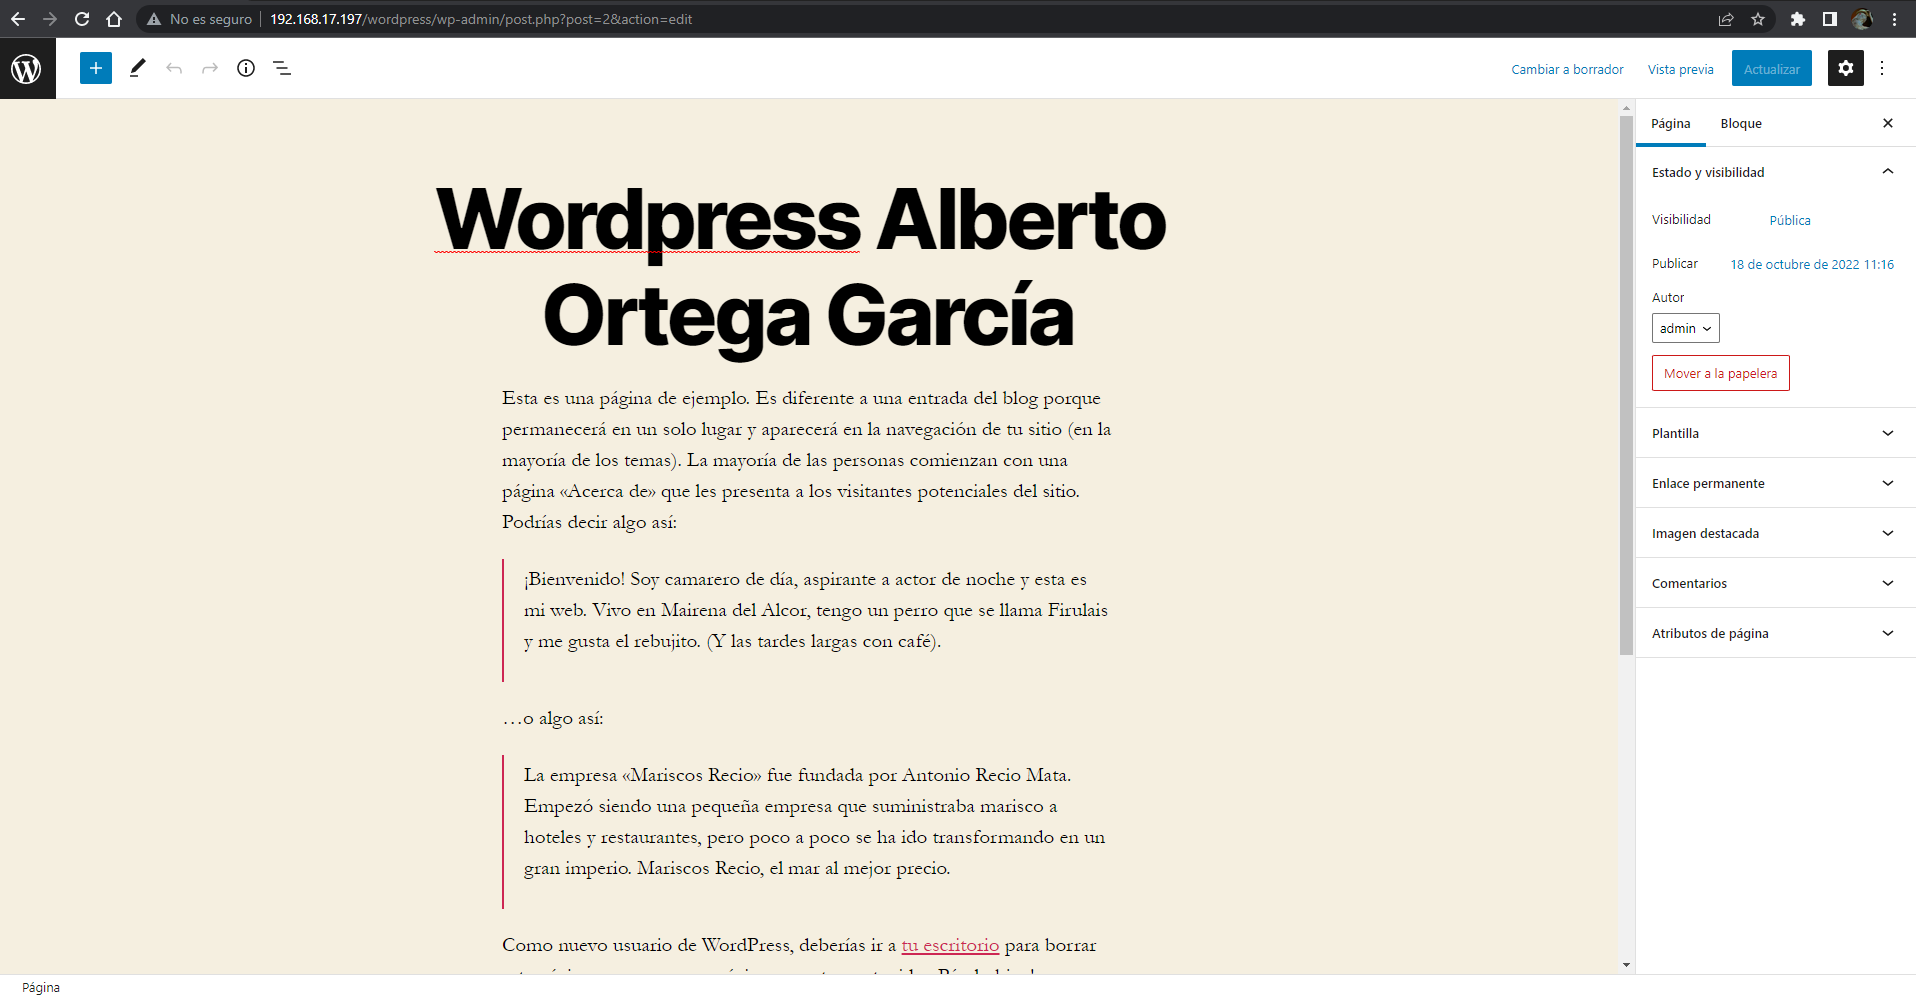 No es seguro 192.168.17.197/wordpress/wp-admin/post.php?post=2&action=edit
Cambiar a borrador Vista previa Actualizar
Wordpress Alberto
Ortega García
Esta es una página de ejemplo. Es diferente a una entrada del blog porque
permanecerá en un solo lugar y aparecerá en la navegación de tu sitio (en la
mayoría de los temas). La mayoría de las personas comienzan con una
página «Acerca de» que les presenta a los visitantes potenciales del sitio.
Podrías decir algo así:
¡Bienvenido! Soy camarero de día, aspirante a actor de noche y esta es
mi web. Vivo en Mairena del Alcor, tengo un perro que se llama Firulais
y me gusta el rebujito. (Y las tardes largas con café).
…o algo así:
La empresa «Mariscos Recio» fue fundada por Antonio Recio Mata.
Empezó siendo una pequeña empresa que suministraba marisco a
hoteles y restaurantes, pero poco a poco se ha ido transformando en un
gran imperio. Mariscos Recio, el mar al mejor precio.
Como nuevo usuario de WordPress, deberías ir a tu escritorio para borrar
Página Bloque
Estado y visibilidad
Visibilidad Pública
Publicar 18 de octubre de 2022 11:16
Autor
admin
Mover a la papelera
Plantilla
Enlace permanente
Imagen destacada
Comentarios
Atributos de página
Página